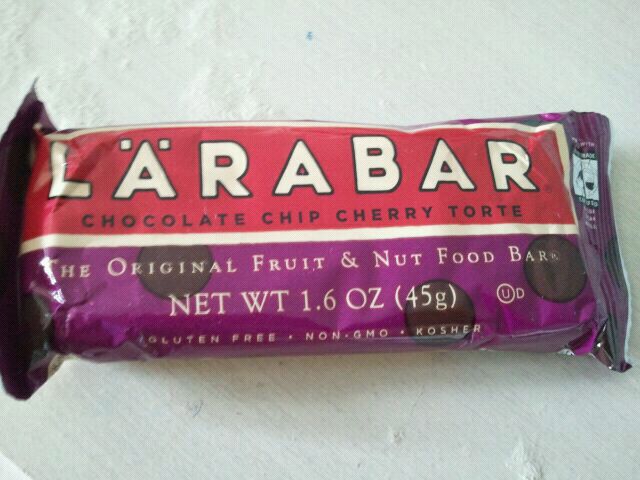 LÄRABAR
CHOCOLATE CHIP CHERRY TORTE
THE ORIGINAL FRUIT & NUT FOOD BAR
NET WT 1.6 OZ (45g)
U D
GLUTEN FREE • NON-GMO • KOSHER
WITH